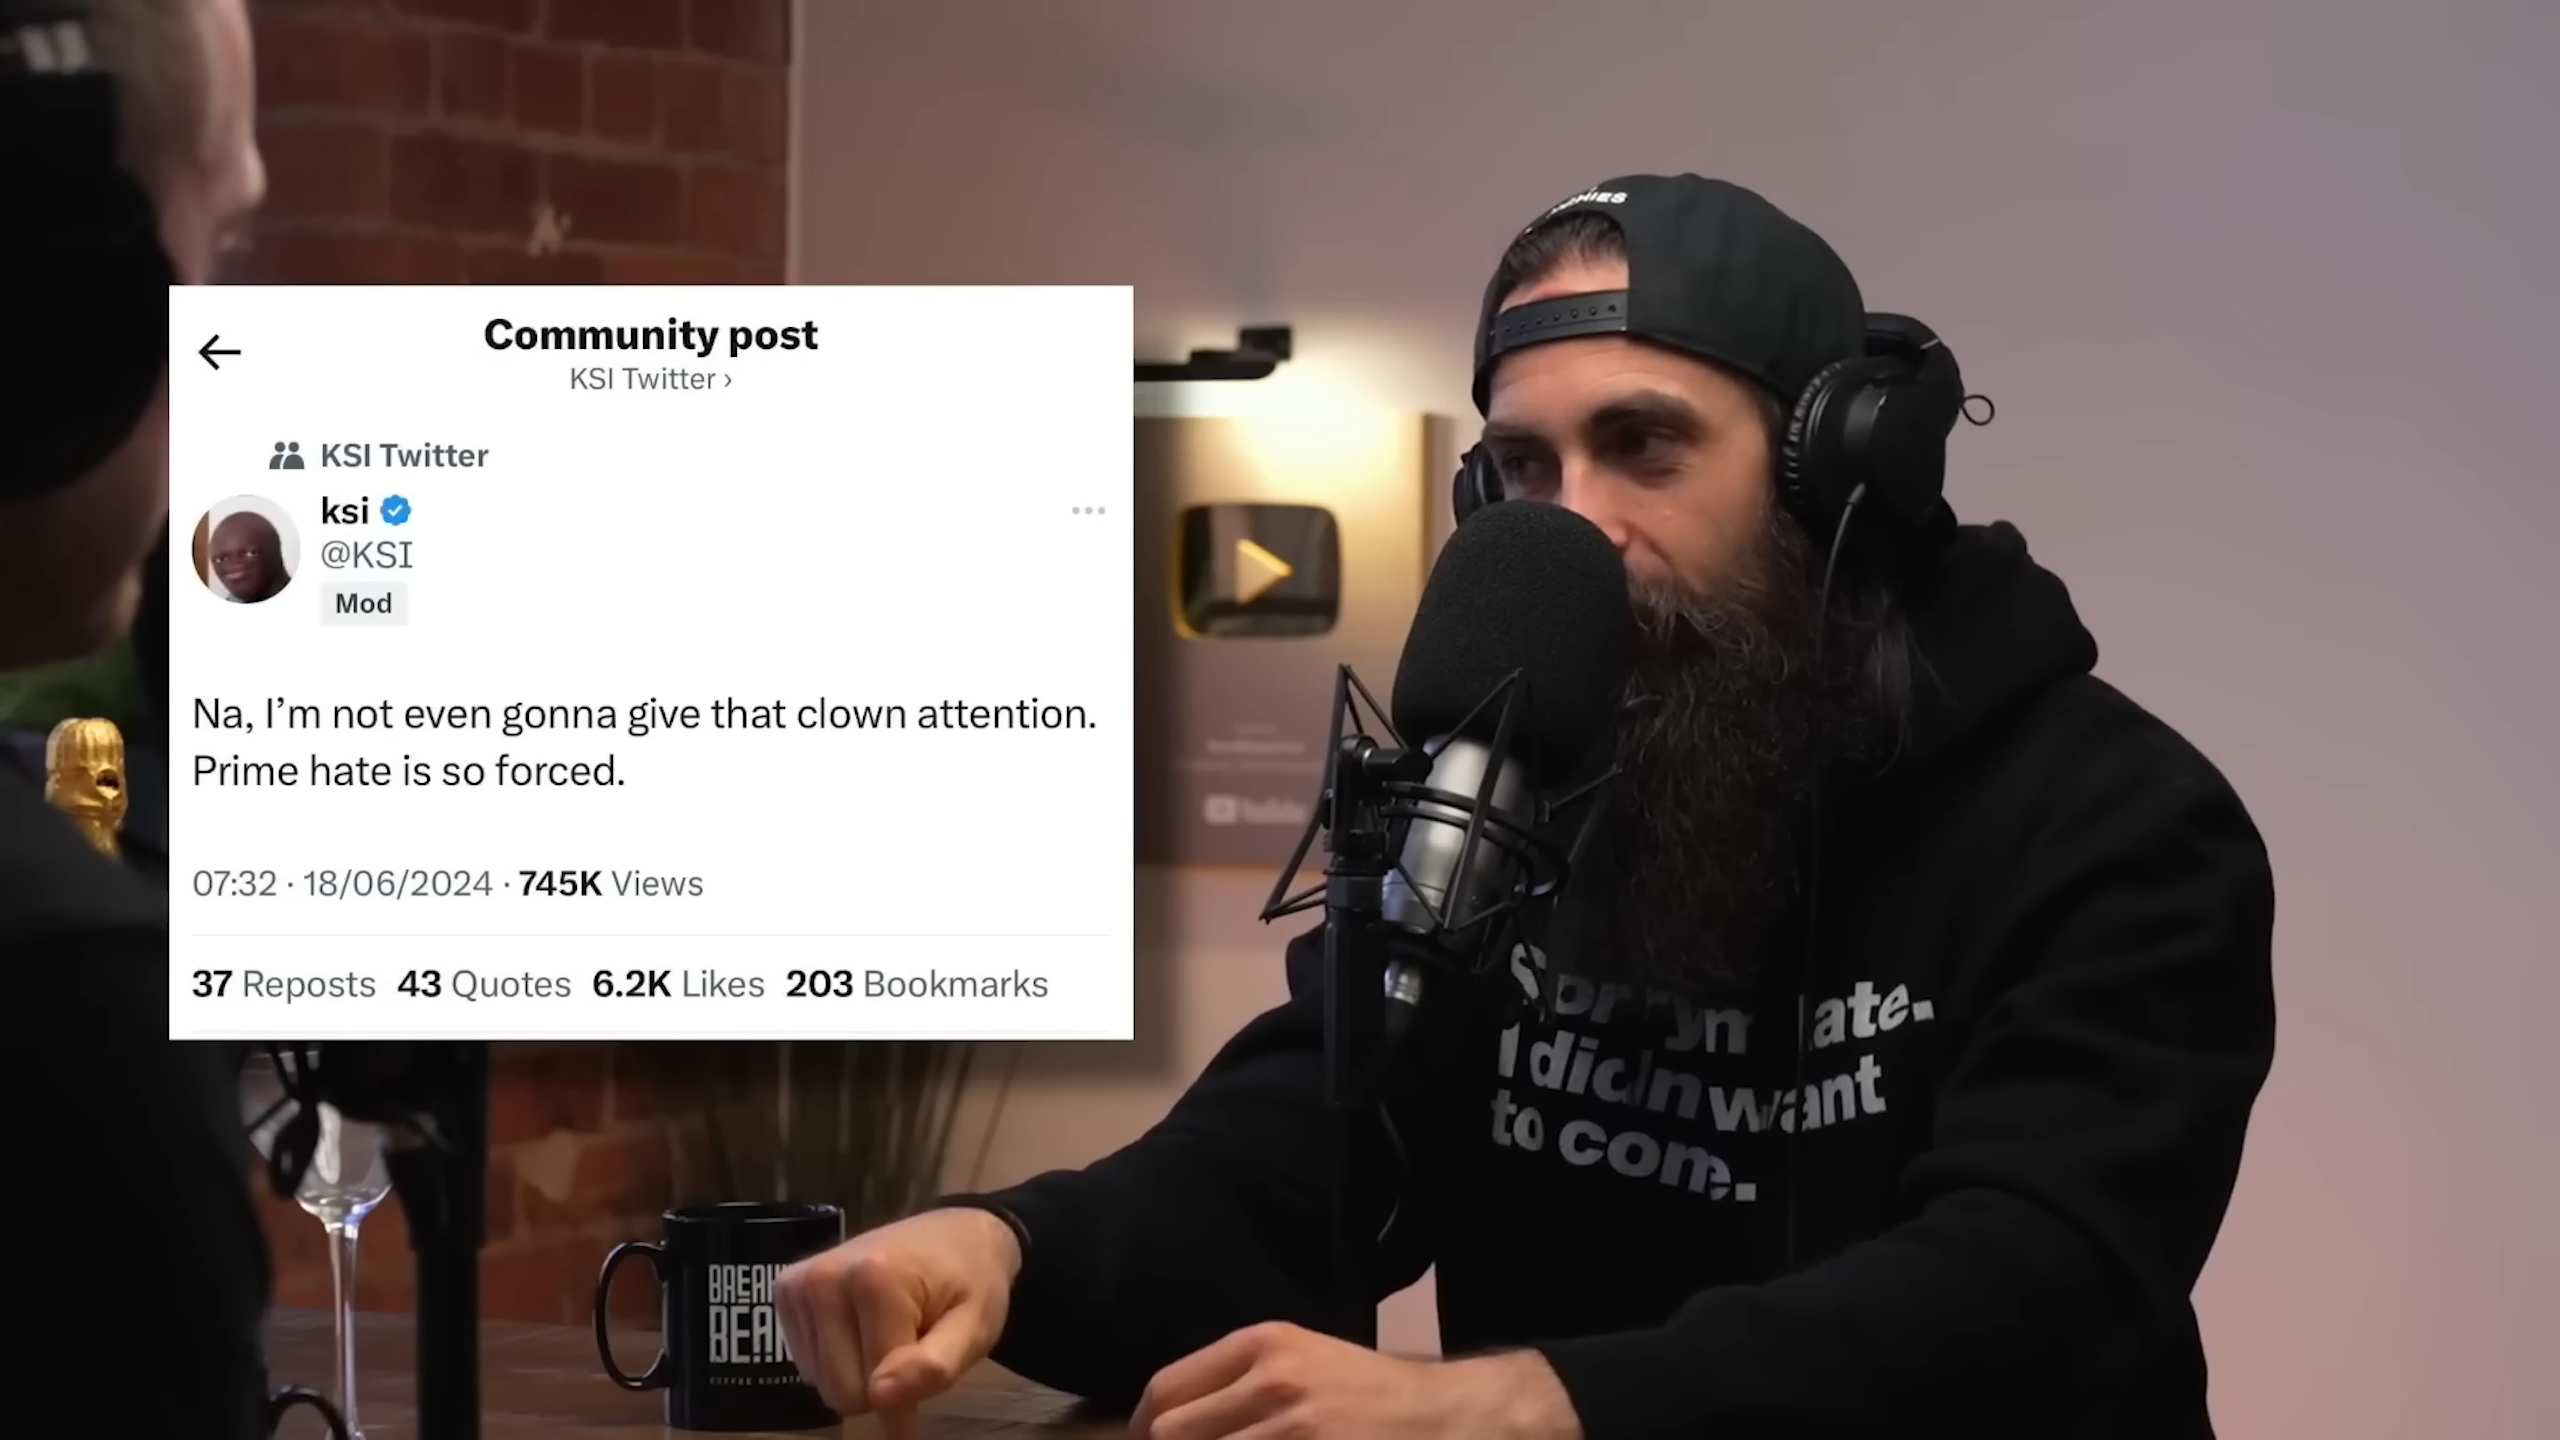 Community post
KSI Twitter ›
KSI Twitter
ksi
@KSI
Mod
Na, I’m not even gonna give that clown attention.
Prime hate is so forced.
07:32 · 18/06/2024 · 745K Views
37 Reposts 43 Quotes 6.2K Likes 203 Bookmarks
I didn want
to come.